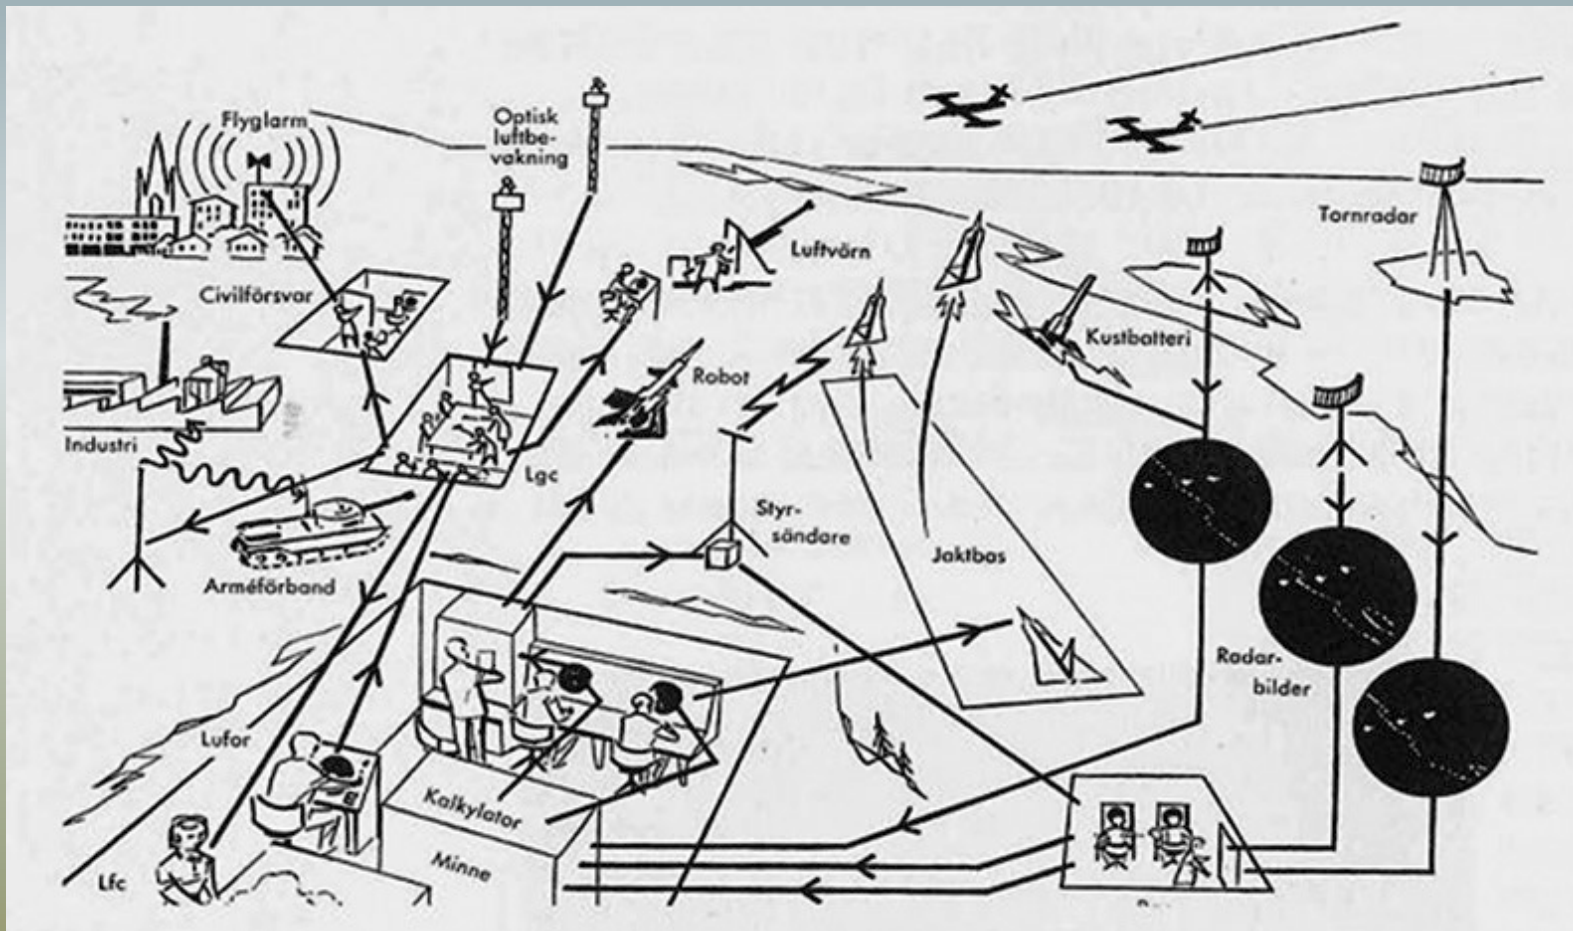 Flyglarm
Optisk
luftbe-
vakning
Tornradar
Luftvärn
Civilförsvar
Kustbatteri
Robot
Industri
Lgc
Styr-
sändare
Jaktbas
Arméförband
Radar-
bilder
Lufor
Kalkylator
Minne
Lfc